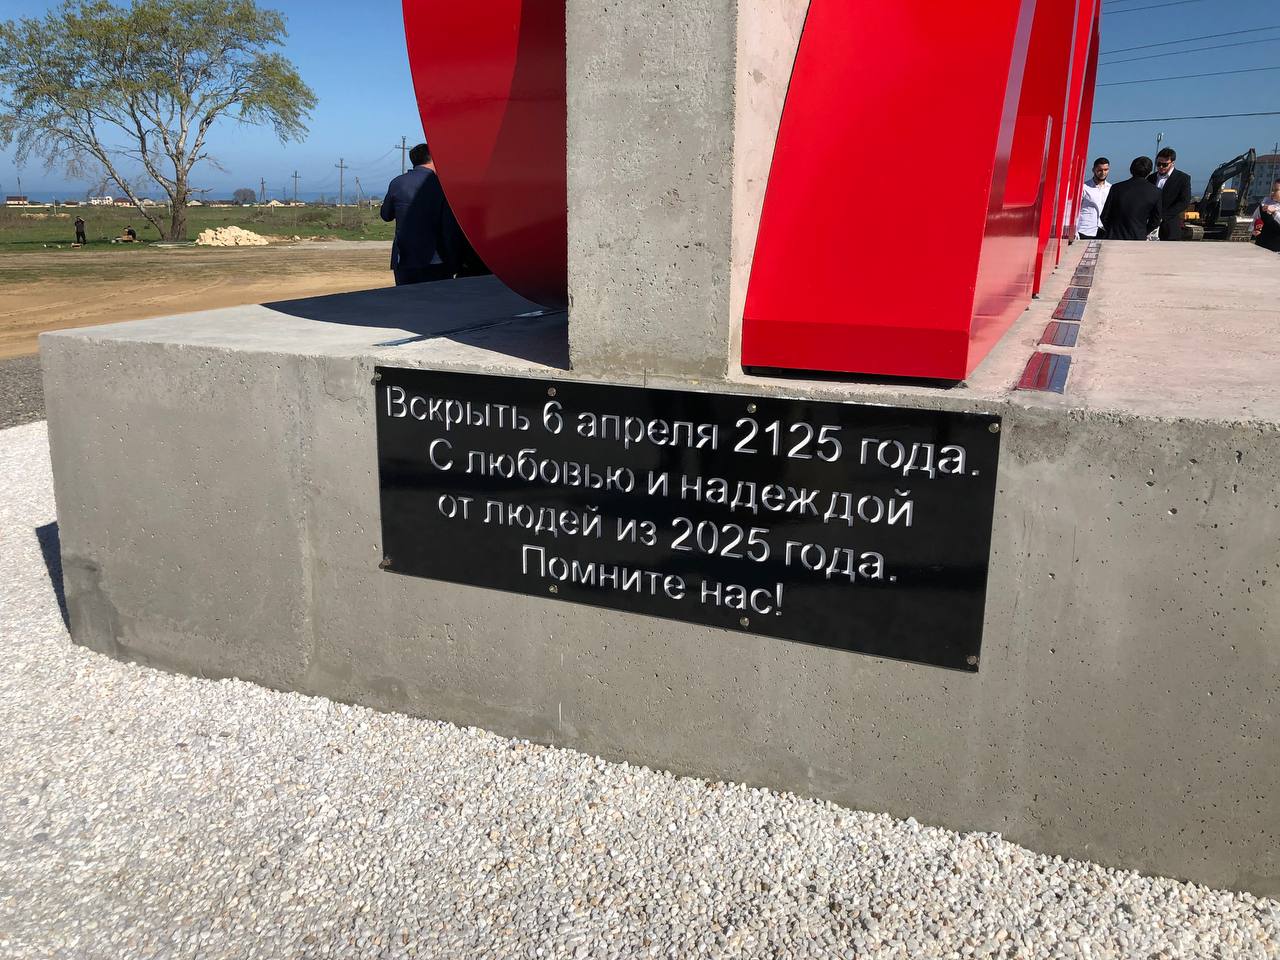 Вскрыть 6 апреля 2125 года.
С любовью и надеждой
от людей из 2025 года.
Помните нас!